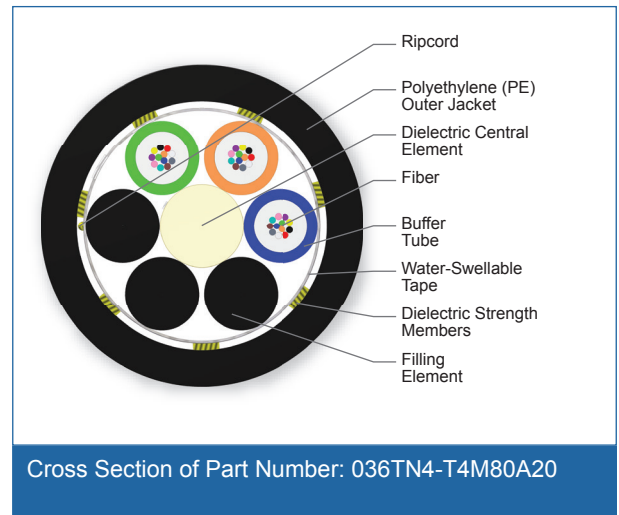 Ripcord
Polyethylene (PE)
Outer Jacket
Dielectric Central
Element
Fiber
Buffer
Tube
Water-Swellable
Tape
Dielectric Strength
Members
Filling
Element
Cross Section of Part Number: 036TN4-T4M80A20